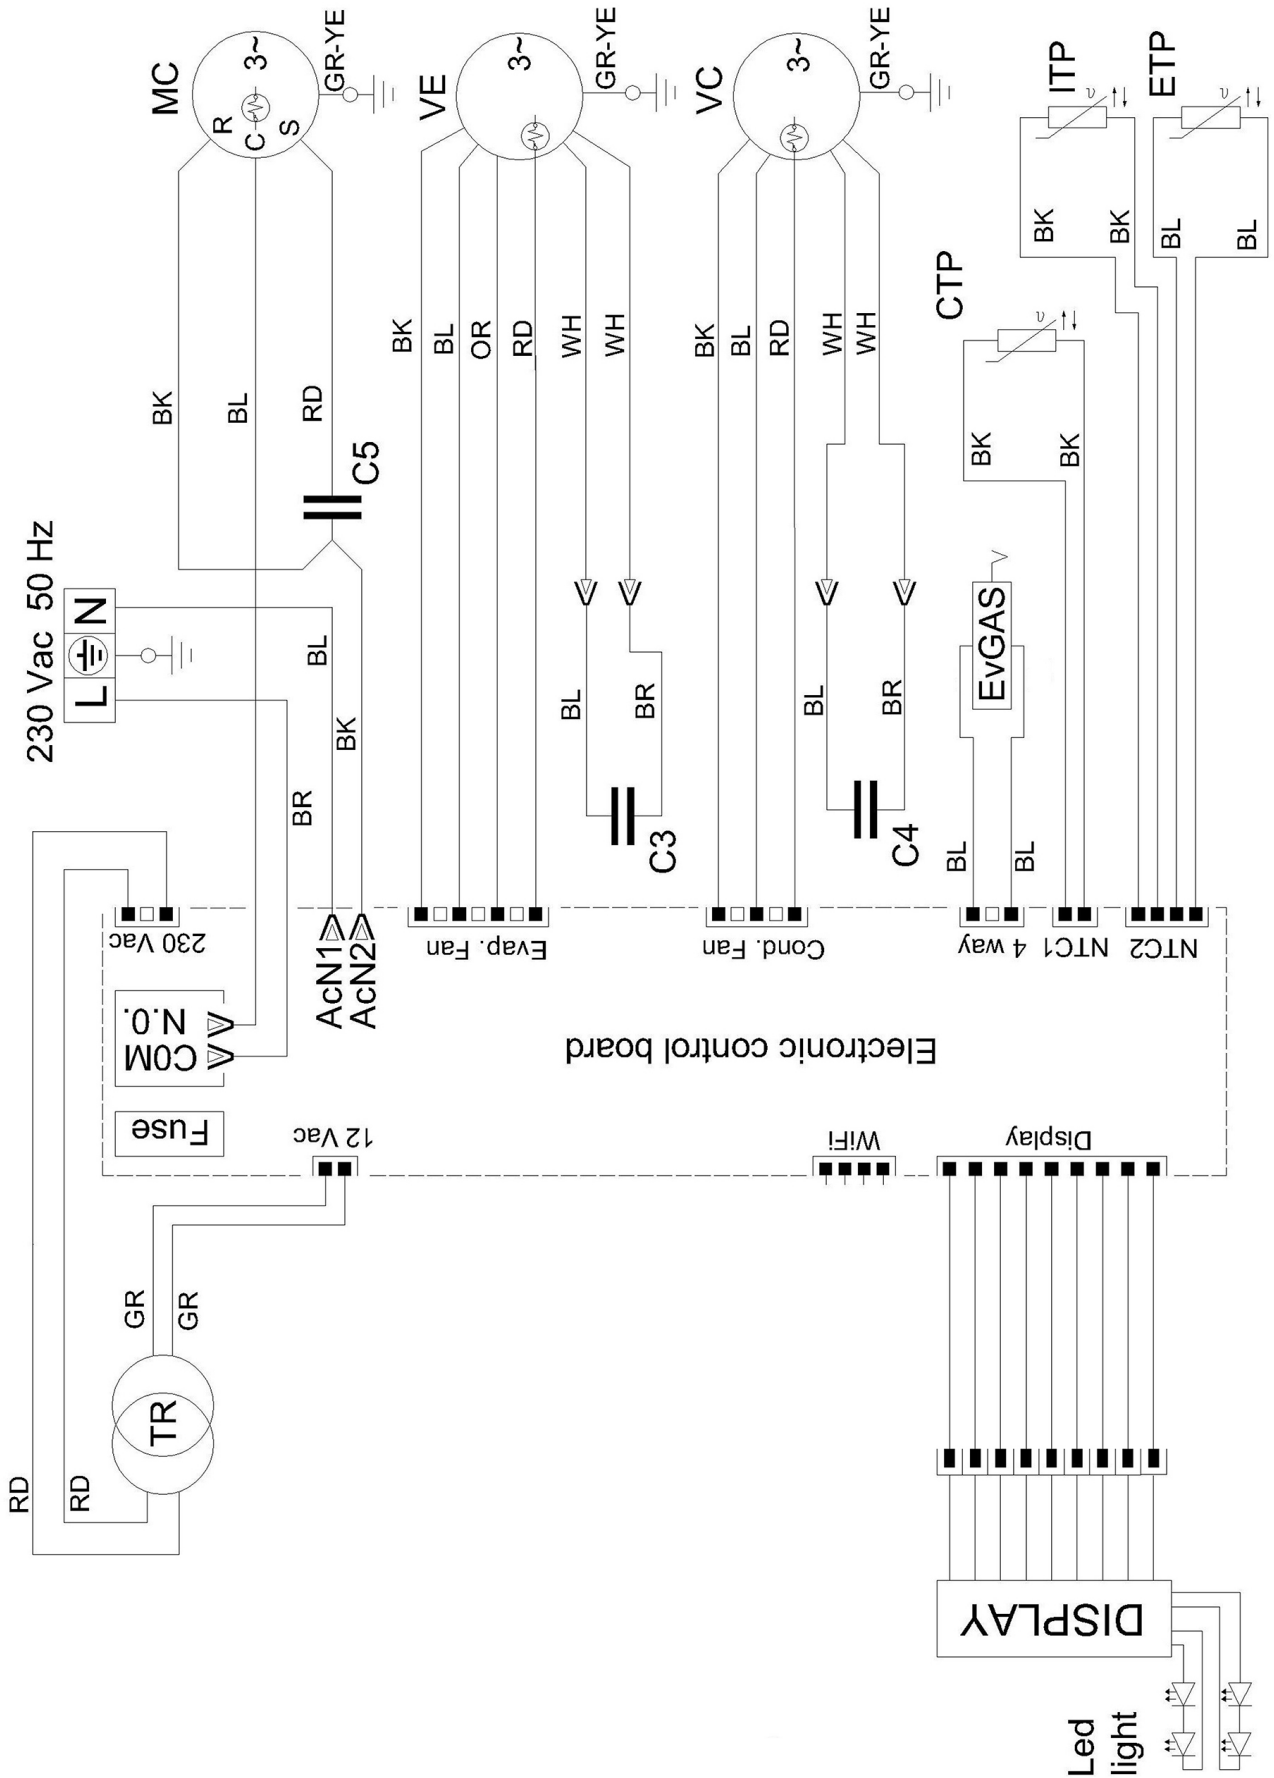 MC
3~
R
C
S
GR-YE
VE
3~
GR-YE
VC
3~
GR-YE
ITP
υ
BK
BK
ETP
υ
BL
BL
CTP
υ
BK
BK
BK
BL
RD
C5
BK
BL
OR
RD
WH
WH
BK
BL
RD
WH
WH
230 Vac 50 Hz
L
N
BL
BK
BR
BL
BR
C3
BL
BR
C4
EvGAS
BL
BL
230 Vac
N.O.
COM
Fuse
AcN1
AcN2
Evap. Fan
Cond. Fan
4 way
NTC1
NTC2
Electronic control board
12 Vac
WiFi
Display
GR
GR
TR
RD
RD
DISPLAY
Led
light